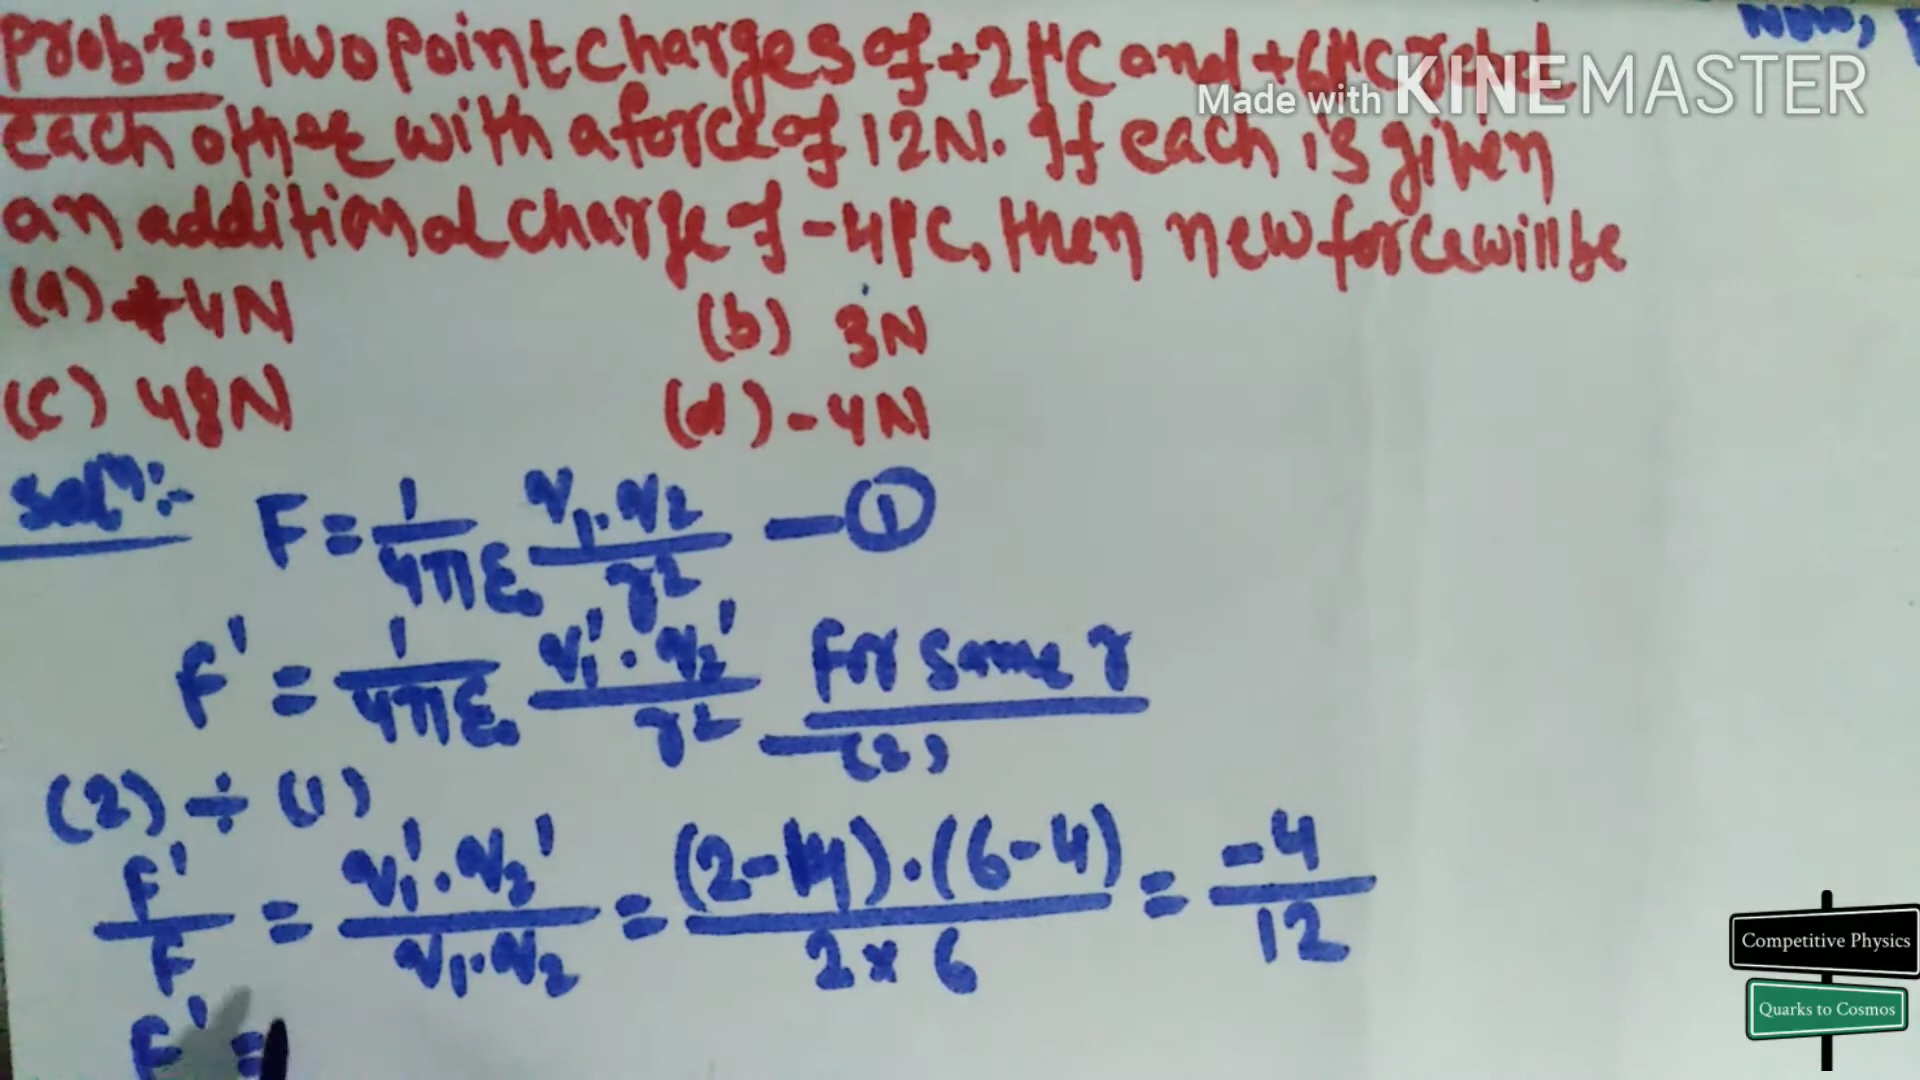 Prob.3: Two point charges of +2μC and +6μC repel
each other with a force of 12N. If each is given
an additional charge of -4μC, then new force will be
(a) +4N (b) 3N
(c) 48N (d) -4N
Solⁿ:- F = 1/4πε₀ q₁.q₂/r² — ①
F' = 1/4πε₀ q₁'.q₂'/r² For same r — (2)
(2) ÷ (1)
F'/F = q₁'.q₂'/q₁.q₂ = (2-4).(6-4)/2×6 = -4/12
F' =
Now,
Made with KINEMASTER
Competitive Physics
Quarks to Cosmos